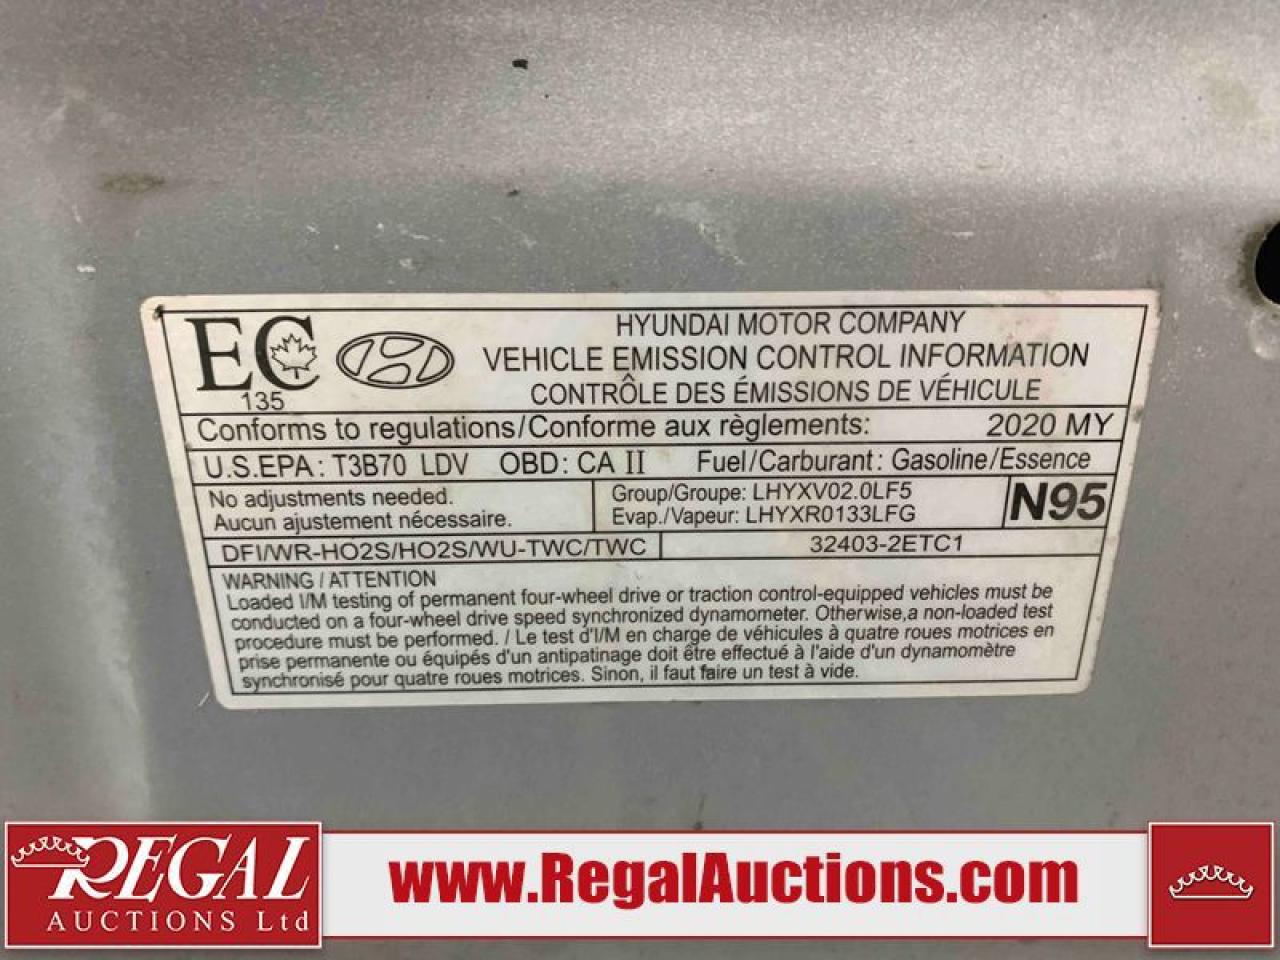 EC
135
HYUNDAI MOTOR COMPANY
VEHICLE EMISSION CONTROL INFORMATION
CONTRÔLE DES ÉMISSIONS DE VÉHICULE
Conforms to regulations/Conforme aux règlements: 2020 MY
U.S.EPA: T3B70 LDV OBD: CA II Fuel/Carburant: Gasoline/Essence
No adjustments needed.
Aucun ajustement nécessaire.
Group/Groupe: LHYXV02.0LF5
Evap./Vapeur: LHYXR0133LFG
N95
DFI/WR-HO2S/HO2S/WU-TWC/TWC
32403-2ETC1
WARNING / ATTENTION
Loaded I/M testing of permanent four-wheel drive or traction control-equipped vehicles must be
conducted on a four-wheel drive speed synchronized dynamometer. Otherwise,a non-loaded test
procedure must be performed. / Le test d'I/M en charge de véhicules à quatre roues motrices en
prise permanente ou équipés d'un antipatinage doit être effectué à l'aide d'un dynamomètre
synchronisé pour quatre roues motrices. Sinon, il faut faire un test à vide.
REGAL
AUCTIONS Ltd
www.RegalAuctions.com